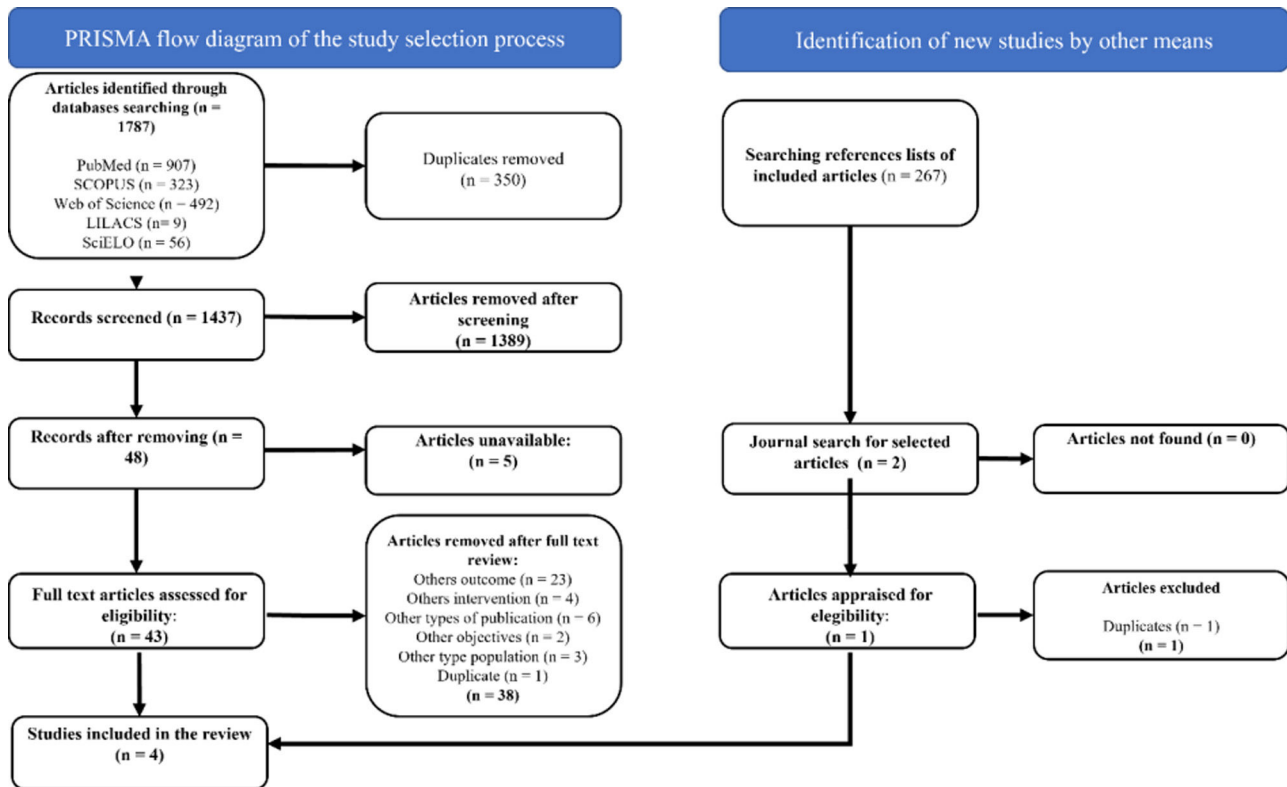 PRISMA flow diagram of the study selection process
Articles identified through
databases searching (n =
1787)
PubMed (n = 907)
SCOPUS (n = 323)
Web of Science (n = 492)
LILACS (n= 9)
SciELO (n = 56)
Duplicates removed
(n = 350)
Records screened (n = 1437)
Articles removed after
screening
(n = 1389)
Records after removing (n =
48)
Articles unavailable:
(n = 5)
Full text articles assessed for
eligibility:
(n = 43)
Articles removed after full text
review:
Others outcome (n = 23)
Others intervention (n = 4)
Other types of publication (n = 6)
Other objectives (n = 2)
Other type population (n = 3)
Duplicate (n = 1)
(n = 38)
Studies included in the review
(n = 4)
Identification of new studies by other means
Searching references lists of
included articles (n = 267)
Journal search for selected
articles (n = 2)
Articles not found (n = 0)
Articles appraised for
elegibility:
(n = 1)
Articles excluded
Duplicates (n = 1)
(n = 1)